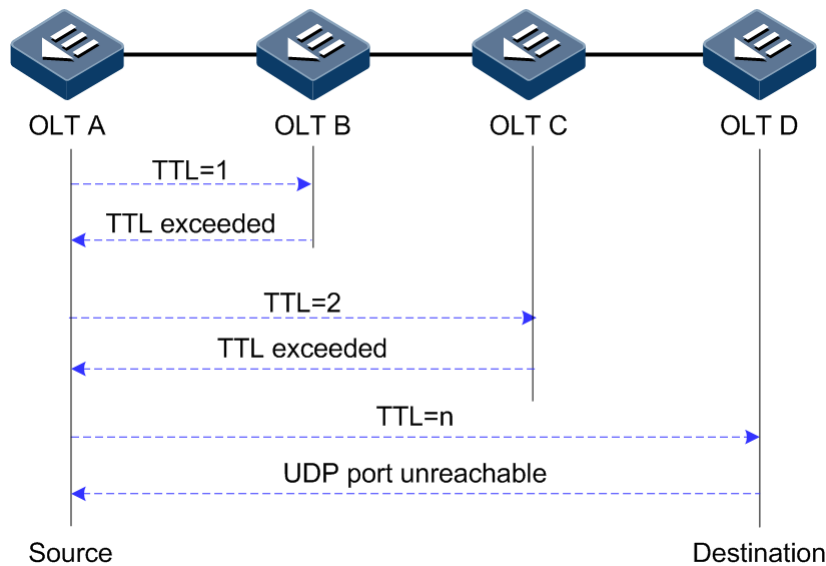 OLT A
OLT B
OLT C
OLT D
TTL=1
TTL exceeded
TTL=2
TTL exceeded
TTL=n
UDP port unreachable
Source
Destination